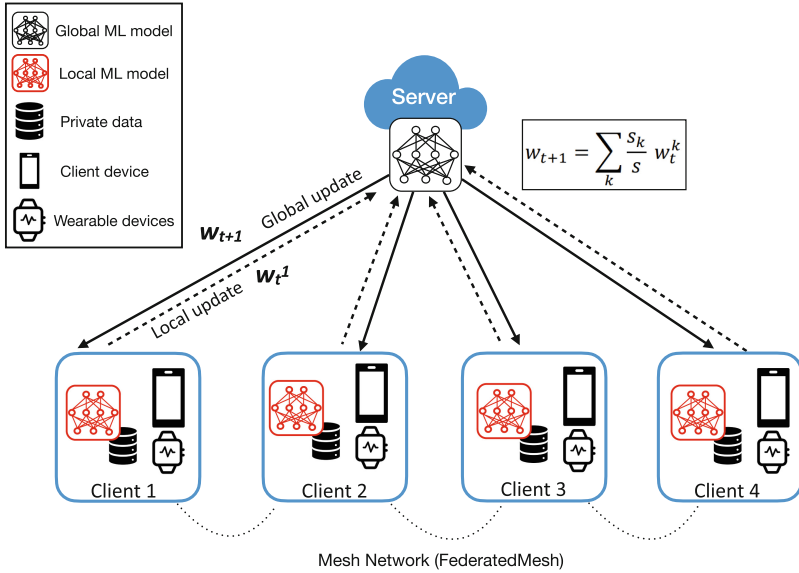 Global ML model
Local ML model
Private data
Client device
Wearable devices
Server
w_{t+1} = \sum_k \frac{s_k}{s} w_t^k
Global update
w_{t+1}
w_t^1
Local update
Client 1
Client 2
Client 3
Client 4
Mesh Network (FederatedMesh)